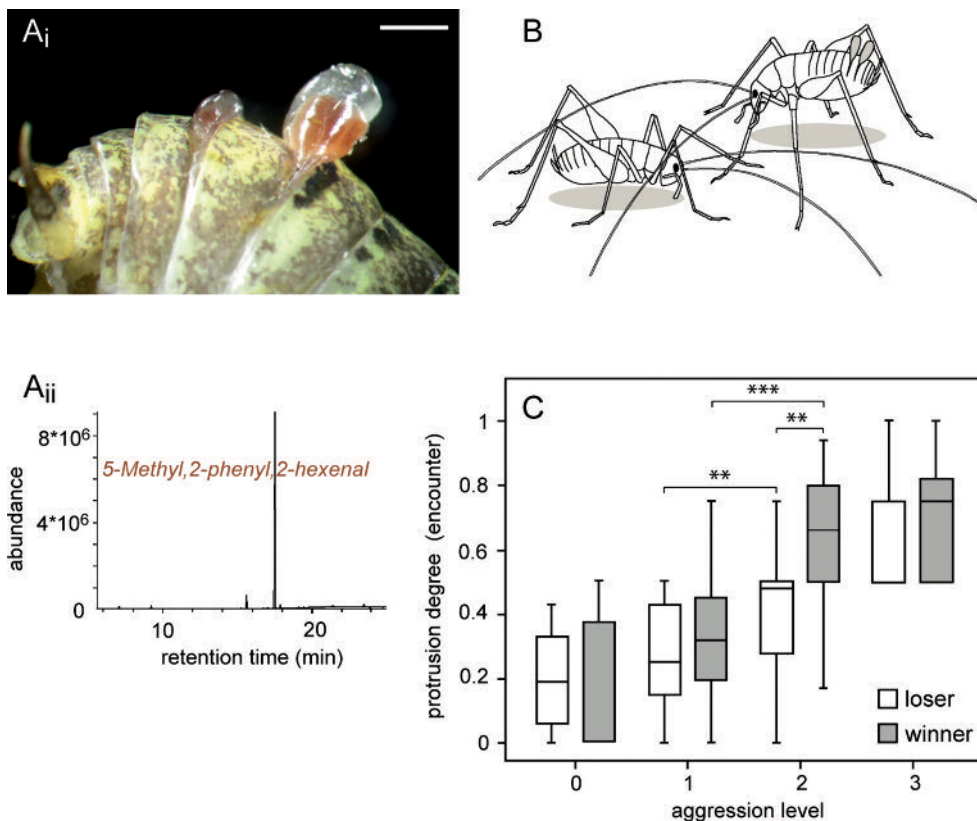 Ai
B
Aii
8*10⁶
5-Methyl,2-phenyl,2-hexenal
4*10⁶
0
abundance
10
20
retention time (min)
C
***
**
**
1
0.8
0.6
0.4
0.2
0
protrusion degree (encounter)
loser
winner
0
1
2
3
aggression level